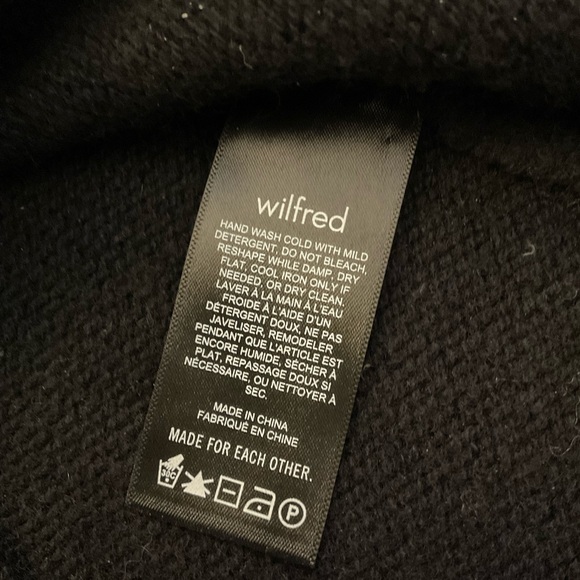 wilfred
HAND WASH COLD WITH MILD
DETERGENT, DO NOT BLEACH,
RESHAPE WHILE DAMP. DRY
FLAT, COOL IRON ONLY IF
NEEDED, OR DRY CLEAN.
LAVER À LA MAIN À L'EAU
FROIDE À L'AIDE D'UN
DÉTERGENT DOUX. NE PAS
JAVELISER, REMODELER
PENDANT QUE L'ARTICLE EST
ENCORE HUMIDE, SÉCHER À
PLAT, REPASSAGE DOUX SI
NÉCESSAIRE, OU NETTOYER À
SEC.
MADE IN CHINA
FABRIQUÉ EN CHINE
MADE FOR EACH OTHER.
30C P